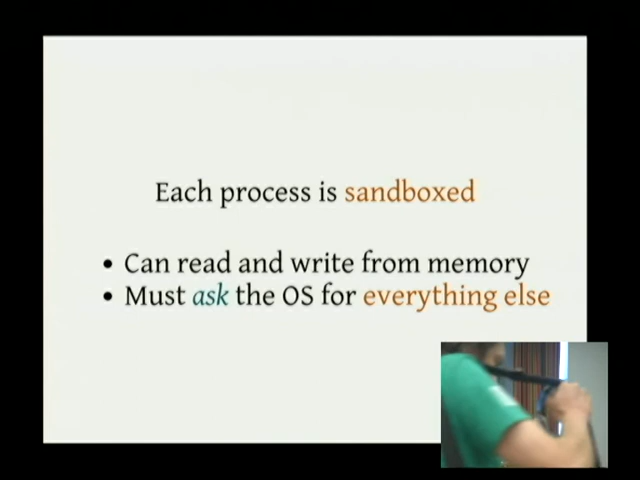 Each process is sandboxed
• Can read and write from memory
• Must ask the OS for everything else